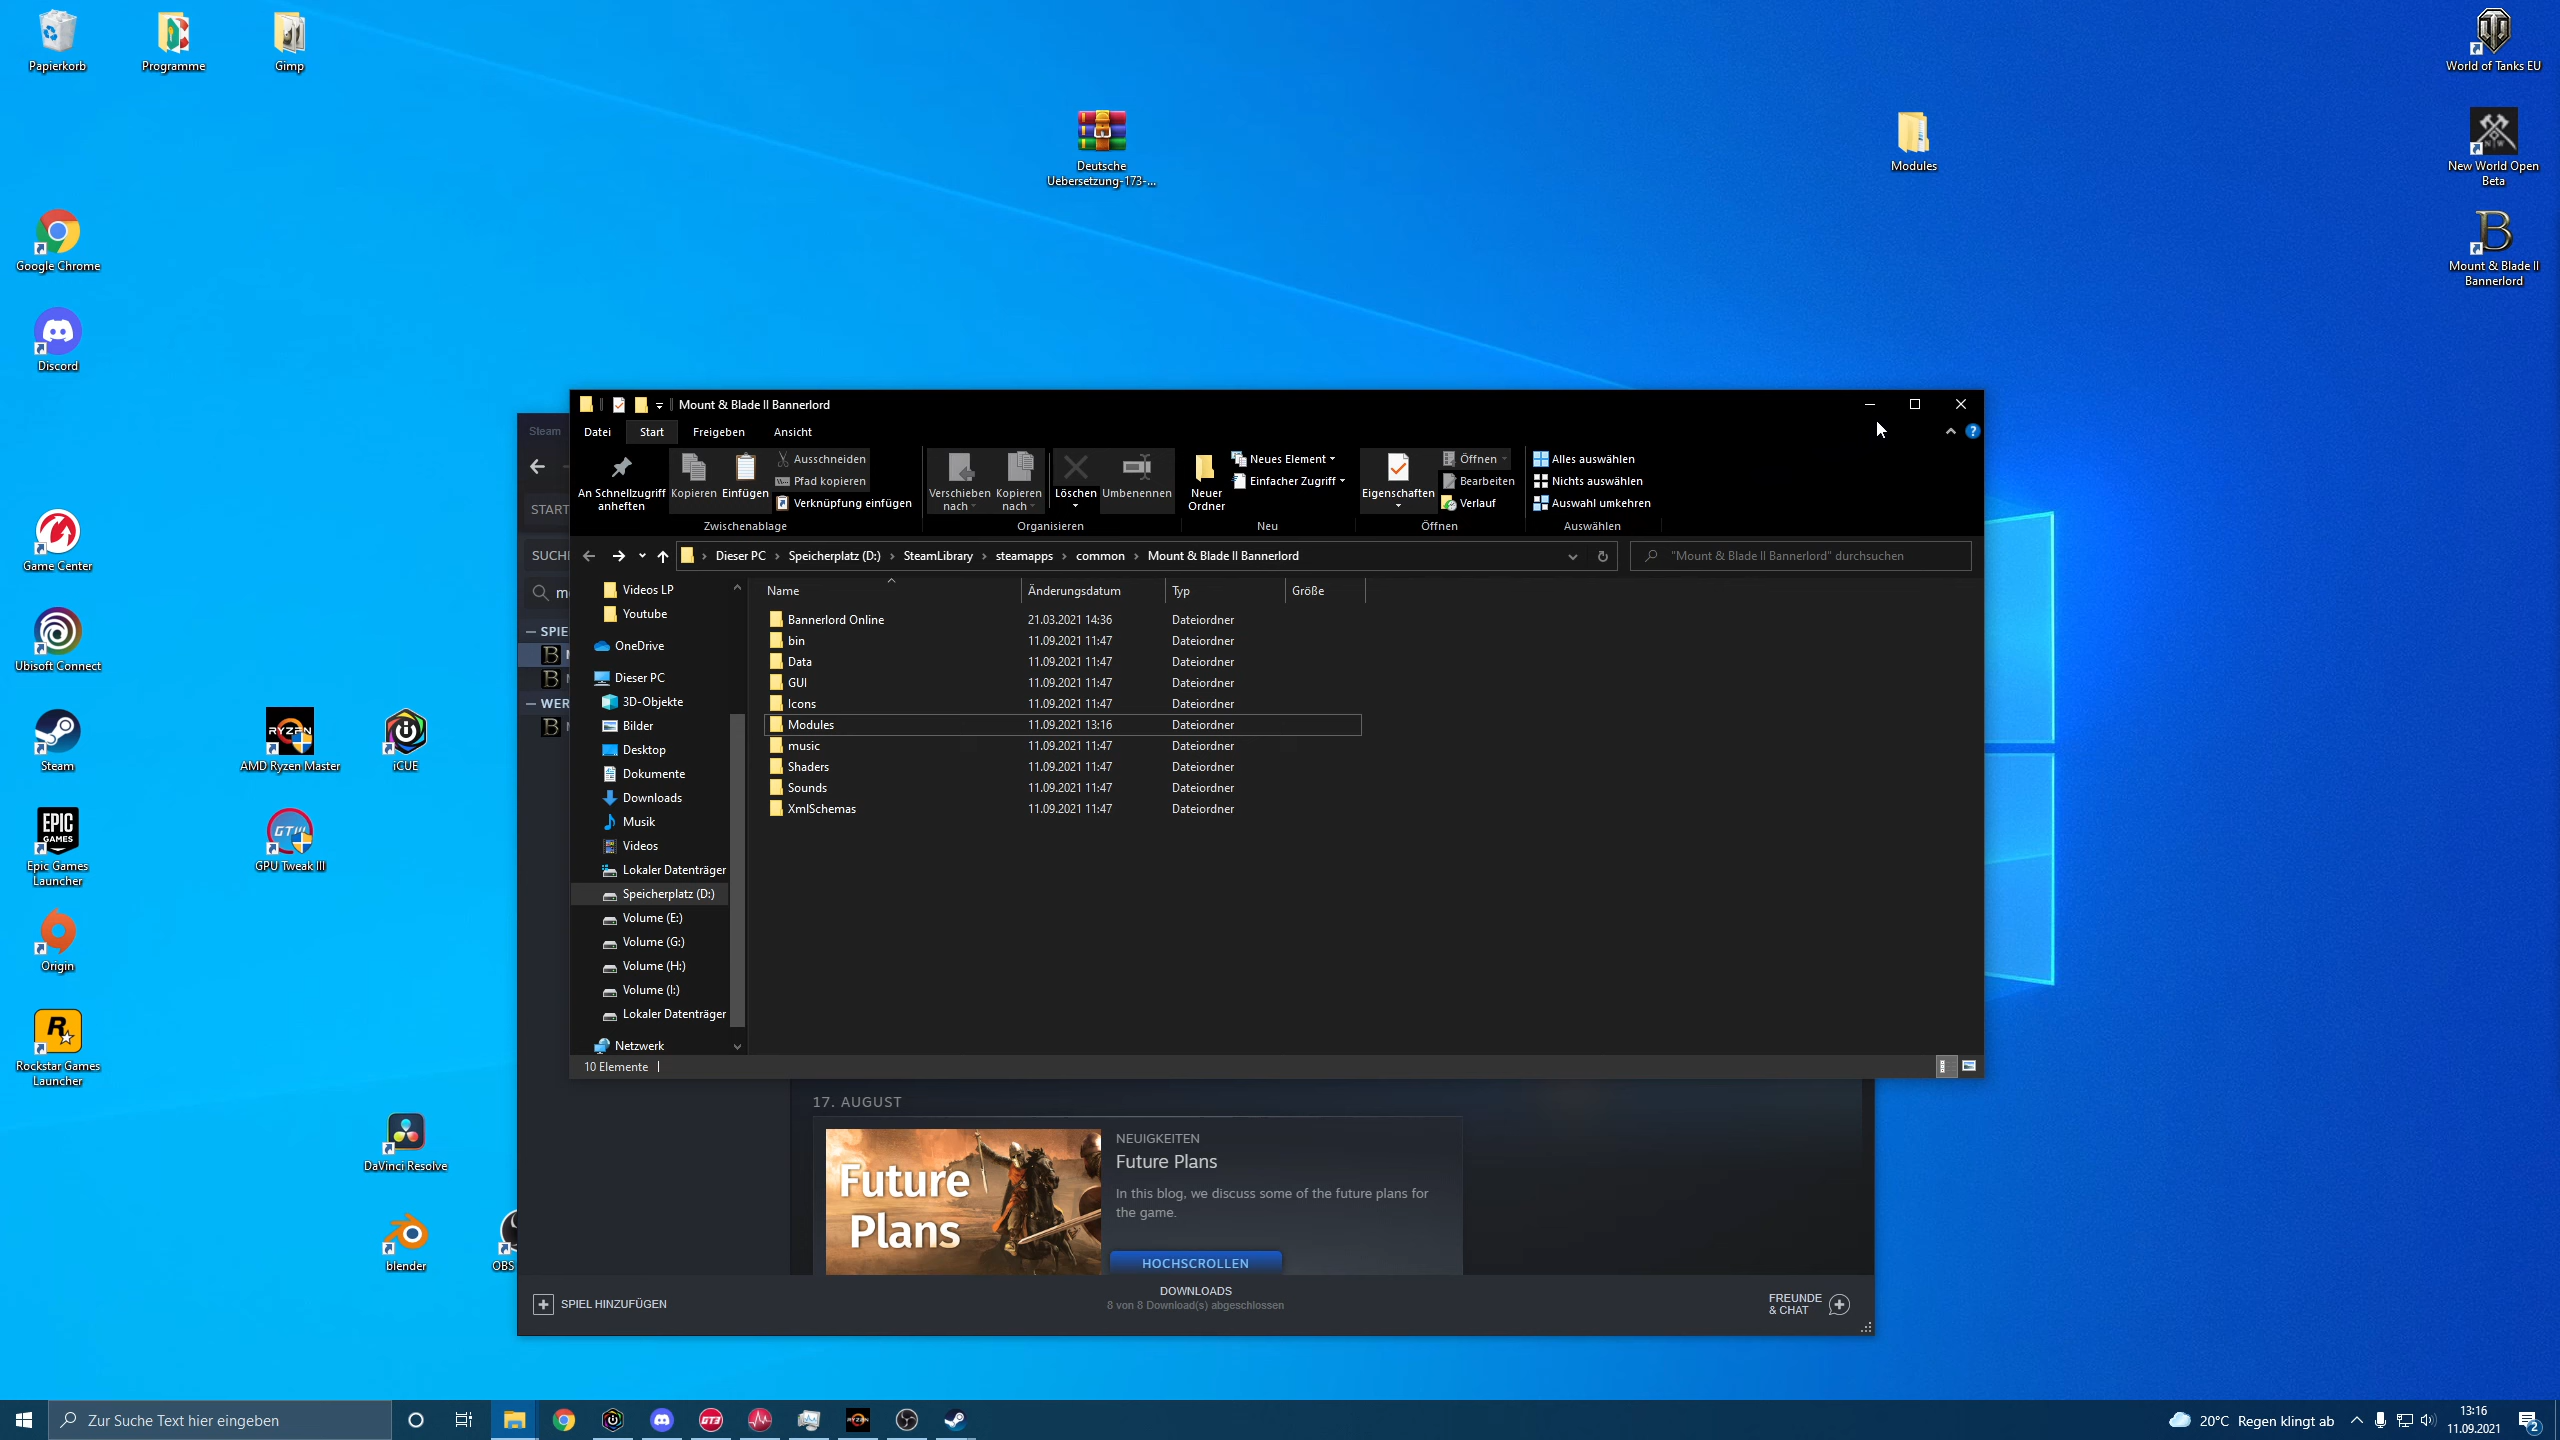 Papierkorb
Programme
Gimp
Deutsche
Uebersetzung-173-...
Modules
World of Tanks EU
New World Open
Beta
Mount & Blade II
Bannerlord
Google Chrome
Discord
Game Center
Ubisoft Connect
Steam
AMD Ryzen Master
iCUE
Epic Games
Launcher
GPU Tweak III
Origin
Rockstar Games
Launcher
DaVinci Resolve
blender
OBS
Mount & Blade II Bannerlord
Datei
Start
Freigeben
Ansicht
An Schnellzugriff
anheften
Kopieren
Einfügen
Ausschneiden
Pfad kopieren
Verknüpfung einfügen
Zwischenablage
Verschieben
nach
Kopieren
nach
Löschen
Umbenennen
Organisieren
Neuer
Ordner
Neues Element
Einfacher Zugriff
Neu
Eigenschaften
Öffnen
Bearbeiten
Verlauf
Öffnen
Alles auswählen
Nichts auswählen
Auswahl umkehren
Auswählen
Dieser PC > Speicherplatz (D:) > SteamLibrary > steamapps > common > Mount & Blade II Bannerlord
"Mount & Blade II Bannerlord" durchsuchen
Videos LP
Youtube
OneDrive
Dieser PC
3D-Objekte
Bilder
Desktop
Dokumente
Downloads
Musik
Videos
Lokaler Datenträger
Speicherplatz (D:)
Volume (E:)
Volume (G:)
Volume (H:)
Volume (I:)
Lokaler Datenträger
Netzwerk
Name Änderungsdatum Typ Größe
Bannerlord Online 21.03.2021 14:36 Dateiordner
bin 11.09.2021 11:47 Dateiordner
Data 11.09.2021 11:47 Dateiordner
GUI 11.09.2021 11:47 Dateiordner
Icons 11.09.2021 11:47 Dateiordner
Modules 11.09.2021 13:16 Dateiordner
music 11.09.2021 11:47 Dateiordner
Shaders 11.09.2021 11:47 Dateiordner
Sounds 11.09.2021 11:47 Dateiordner
XmlSchemas 11.09.2021 11:47 Dateiordner
10 Elemente
Steam
START
17. AUGUST
Future
Plans
NEUIGKEITEN
Future Plans
In this blog, we discuss some of the future plans for
the game.
HOCHSCROLLEN
SPIEL HINZUFÜGEN
DOWNLOADS
8 von 8 Download(s) abgeschlossen
FREUNDE
& CHAT
Zur Suche Text hier eingeben
20°C Regen klingt ab
13:16
11.09.2021
2